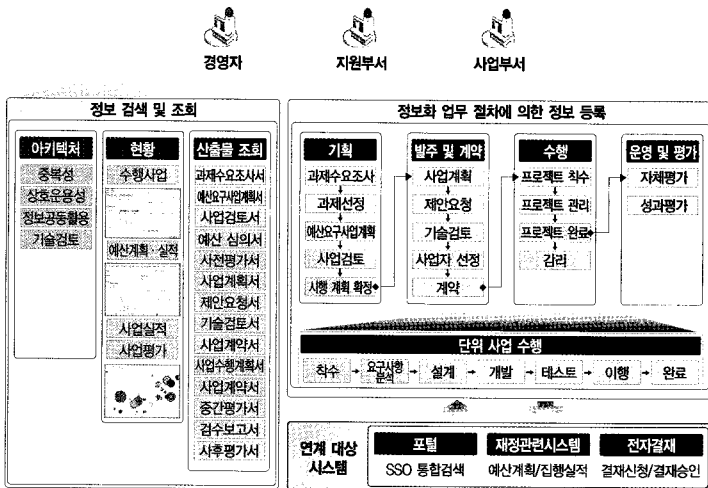 경영자
지원부서
사업부서
정보 검색 및 조회
아키텍처
중복성
상호운용성
정보공동활용
기술검토
현황
수행사업
예산계획 · 실적
사업실적
사업평가
산출물 조회
과제수요조사서
예산요구사업계획서
사업검토서
예산 심의서
사전평가서
사업계획서
제안요청서
기술검토서
사업계약서
사업수행계획서
사업계약서
중간평가서
검수보고서
사후평가서
정보화 업무 절차에 의한 정보 등록
기획
과제수요조사
과제선정
예산요구사업계획
사업검토
시행 계획 확정
발주 및 계약
사업계획
제안요청
기술검토
사업자 선정
계약
수행
프로젝트 착수
프로젝트 관리
프로젝트 완료
감리
운영 및 평가
자체평가
성과평가
단위 사업 수행
착수
요구사항
분석
설계
개발
테스트
이행
완료
연계 대상
시스템
포털
SSO 통합검색
재정관련시스템
예산계획/집행실적
전자결재
결재신청/결재승인